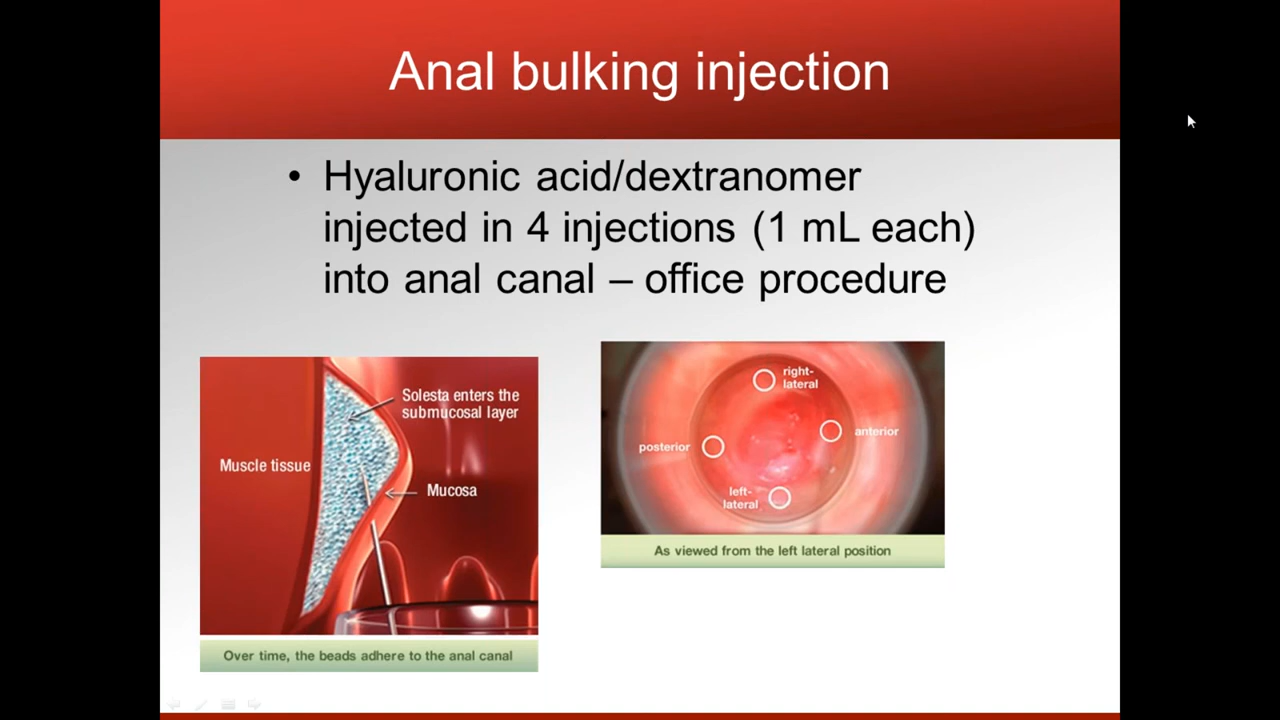 Anal bulking injection
• Hyaluronic acid/dextranomer
injected in 4 injections (1 mL each)
into anal canal – office procedure
Solesta enters the
submucosal layer
Muscle tissue
Mucosa
Over time, the beads adhere to the anal canal
right-
lateral
anterior
posterior
left-
lateral
As viewed from the left lateral position